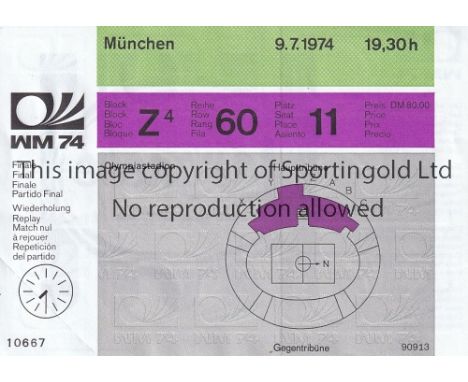 München 9.7.1974 19,30h
Block Reihe Platz Preis DM 80.00
Block Row Seat Price
Bloc Rang Place Prix
Bloque Fila Asiento Precio
Z4 60 11
WM 74
This image copyright of Sportingold Ltd
No reproduction allowed
Finale
Final
Finale
Partido Final
Wiederholung
Replay
Match nul
à rejouer
Repetición
del partido
Olympiastadion
Haupttribüne
Y Z A B C
N
Gegentribüne
10667
90913